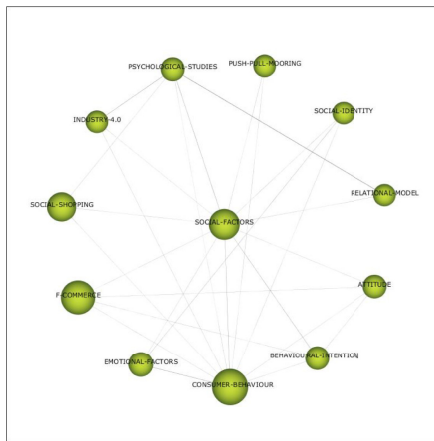 PSYCHOLOGICAL-STUDIES
PUSH-PULL-MOORING
SOCIAL-IDENTITY
INDUSTRY-4.0
RELATIONAL-MODEL
SOCIAL-SHOPPING
SOCIAL-FACTORS
ATTITUDE
F-COMMERCE
BEHAVIOURAL-INTENTION
EMOTIONAL-FACTORS
CONSUMER-BEHAVIOUR